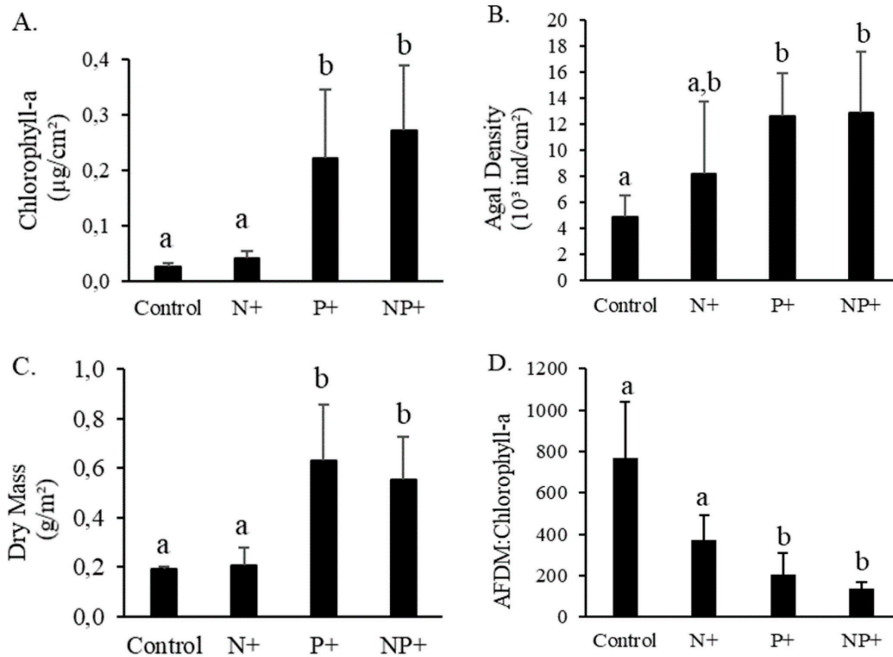 A.
Chlorophyll-a
(µg/cm²)
0,4
0,3
0,2
0,1
0,0
a
a
b
b
Control N+ P+ NP+
B.
Agal Density
(10³ ind/cm²)
20
18
16
14
12
10
8
6
4
2
0
a
a,b
b
b
Control N+ P+ NP+
C.
Dry Mass
(g/m²)
1,0
0,8
0,6
0,4
0,2
0,0
a
a
b
b
Control N+ P+ NP+
D.
AFDM:Chlorophyll-a
1200
1000
800
600
400
200
0
a
a
b
b
Control N+ P+ NP+